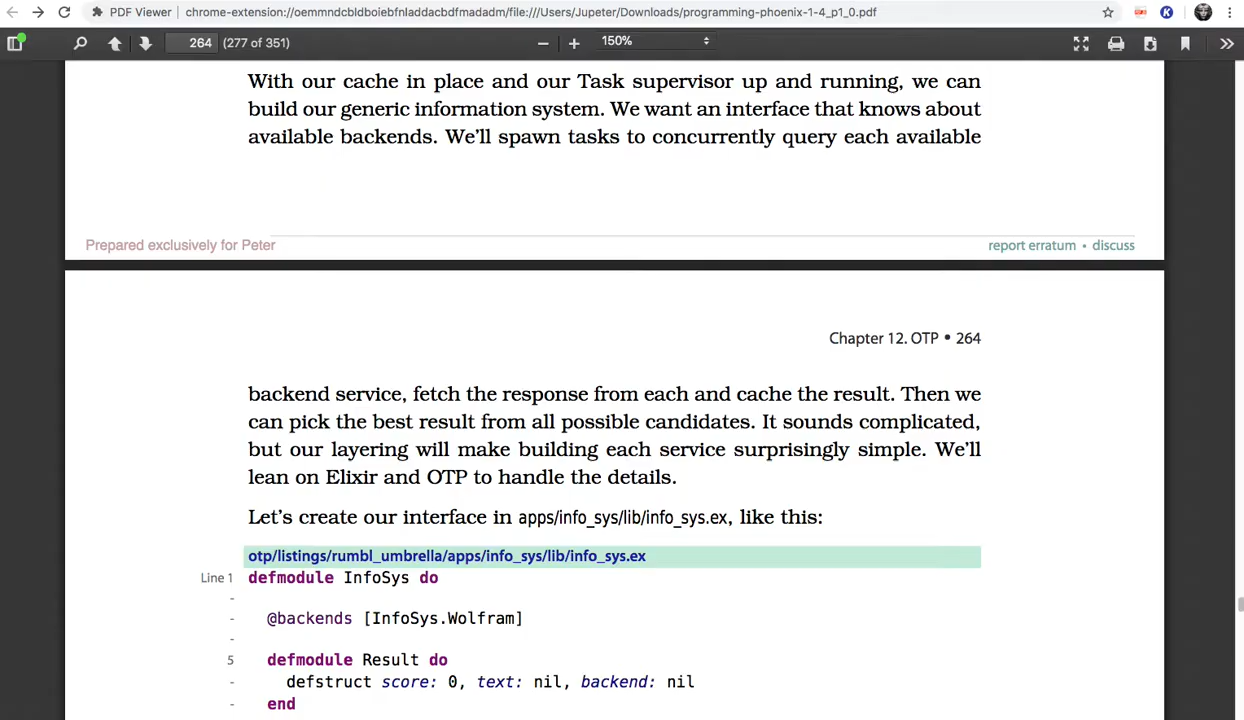 PDF Viewer chrome-extension://oemmndcbldboiebfnladdacbdfmadadm/file:///Users/Jupeter/Downloads/programming-phoenix-1-4_p1_0.pdf
264 (277 of 351) 150%
With our cache in place and our Task supervisor up and running, we can
build our generic information system. We want an interface that knows about
available backends. We'll spawn tasks to concurrently query each available
Prepared exclusively for Peter report erratum • discuss
Chapter 12. OTP • 264
backend service, fetch the response from each and cache the result. Then we
can pick the best result from all possible candidates. It sounds complicated,
but our layering will make building each service surprisingly simple. We'll
lean on Elixir and OTP to handle the details.
Let's create our interface in apps/info_sys/lib/info_sys.ex, like this:
otp/listings/rumbl_umbrella/apps/info_sys/lib/info_sys.ex
Line 1 defmodule InfoSys do
-
- @backends [InfoSys.Wolfram]
-
5 defmodule Result do
- defstruct score: 0, text: nil, backend: nil
- end